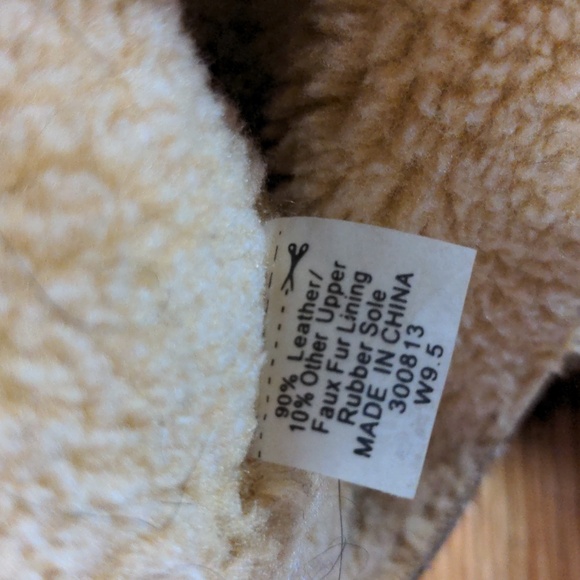 90% Leather/
10% Other Upper
Faux Fur Lining
Rubber Sole
MADE IN CHINA
300813
W9.5